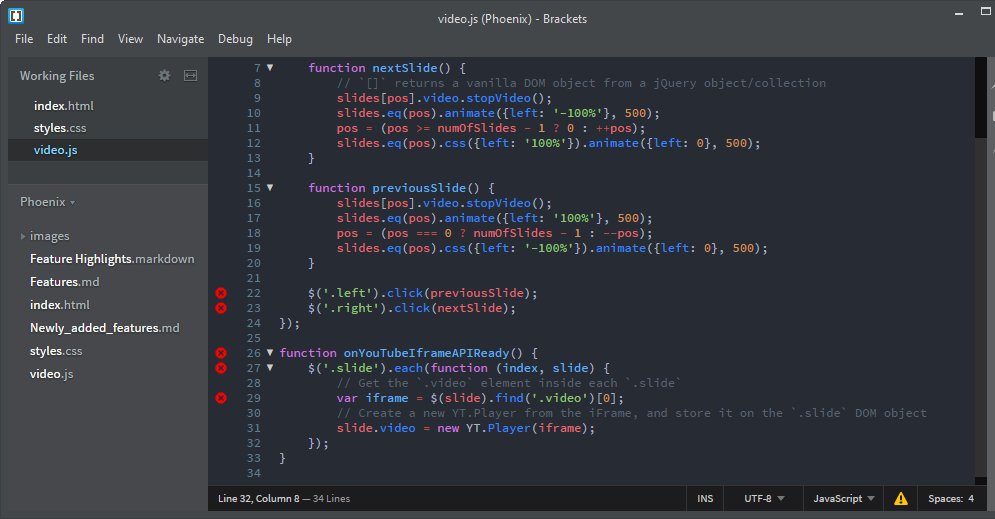 video.js (Phoenix) - Brackets
File Edit Find View Navigate Debug Help
Working Files
index.html
styles.css
video.js
Phoenix
images
Feature Highlights.markdown
Features.md
index.html
Newly_added_features.md
styles.css
video.js
7 function nextSlide() {
8 // `[]` returns a vanilla DOM object from a jQuery object/collection
9 slides[pos].video.stopVideo();
10 slides.eq(pos).animate({left: '-100%'}, 500);
11 pos = (pos >= numOfSlides - 1 ? 0 : ++pos);
12 slides.eq(pos).css({left: '100%'}).animate({left: 0}, 500);
13 }
14
15 function previousSlide() {
16 slides[pos].video.stopVideo();
17 slides.eq(pos).animate({left: '100%'}, 500);
18 pos = (pos === 0 ? numOfSlides - 1 : --pos);
19 slides.eq(pos).css({left: '-100%'}).animate({left: 0}, 500);
20 }
21
22 $('.left').click(previousSlide);
23 $('.right').click(nextSlide);
24 });
25
26 function onYouTubeIframeAPIReady() {
27 $('.slide').each(function (index, slide) {
28 // Get the `.video` element inside each `.slide`
29 var iframe = $(slide).find('.video')[0];
30 // Create a new YT.Player from the iFrame, and store it on the `.slide` DOM object
31 slide.video = new YT.Player(iframe);
32 });
33 }
34
Line 32, Column 8 — 34 Lines INS UTF-8 JavaScript Spaces: 4